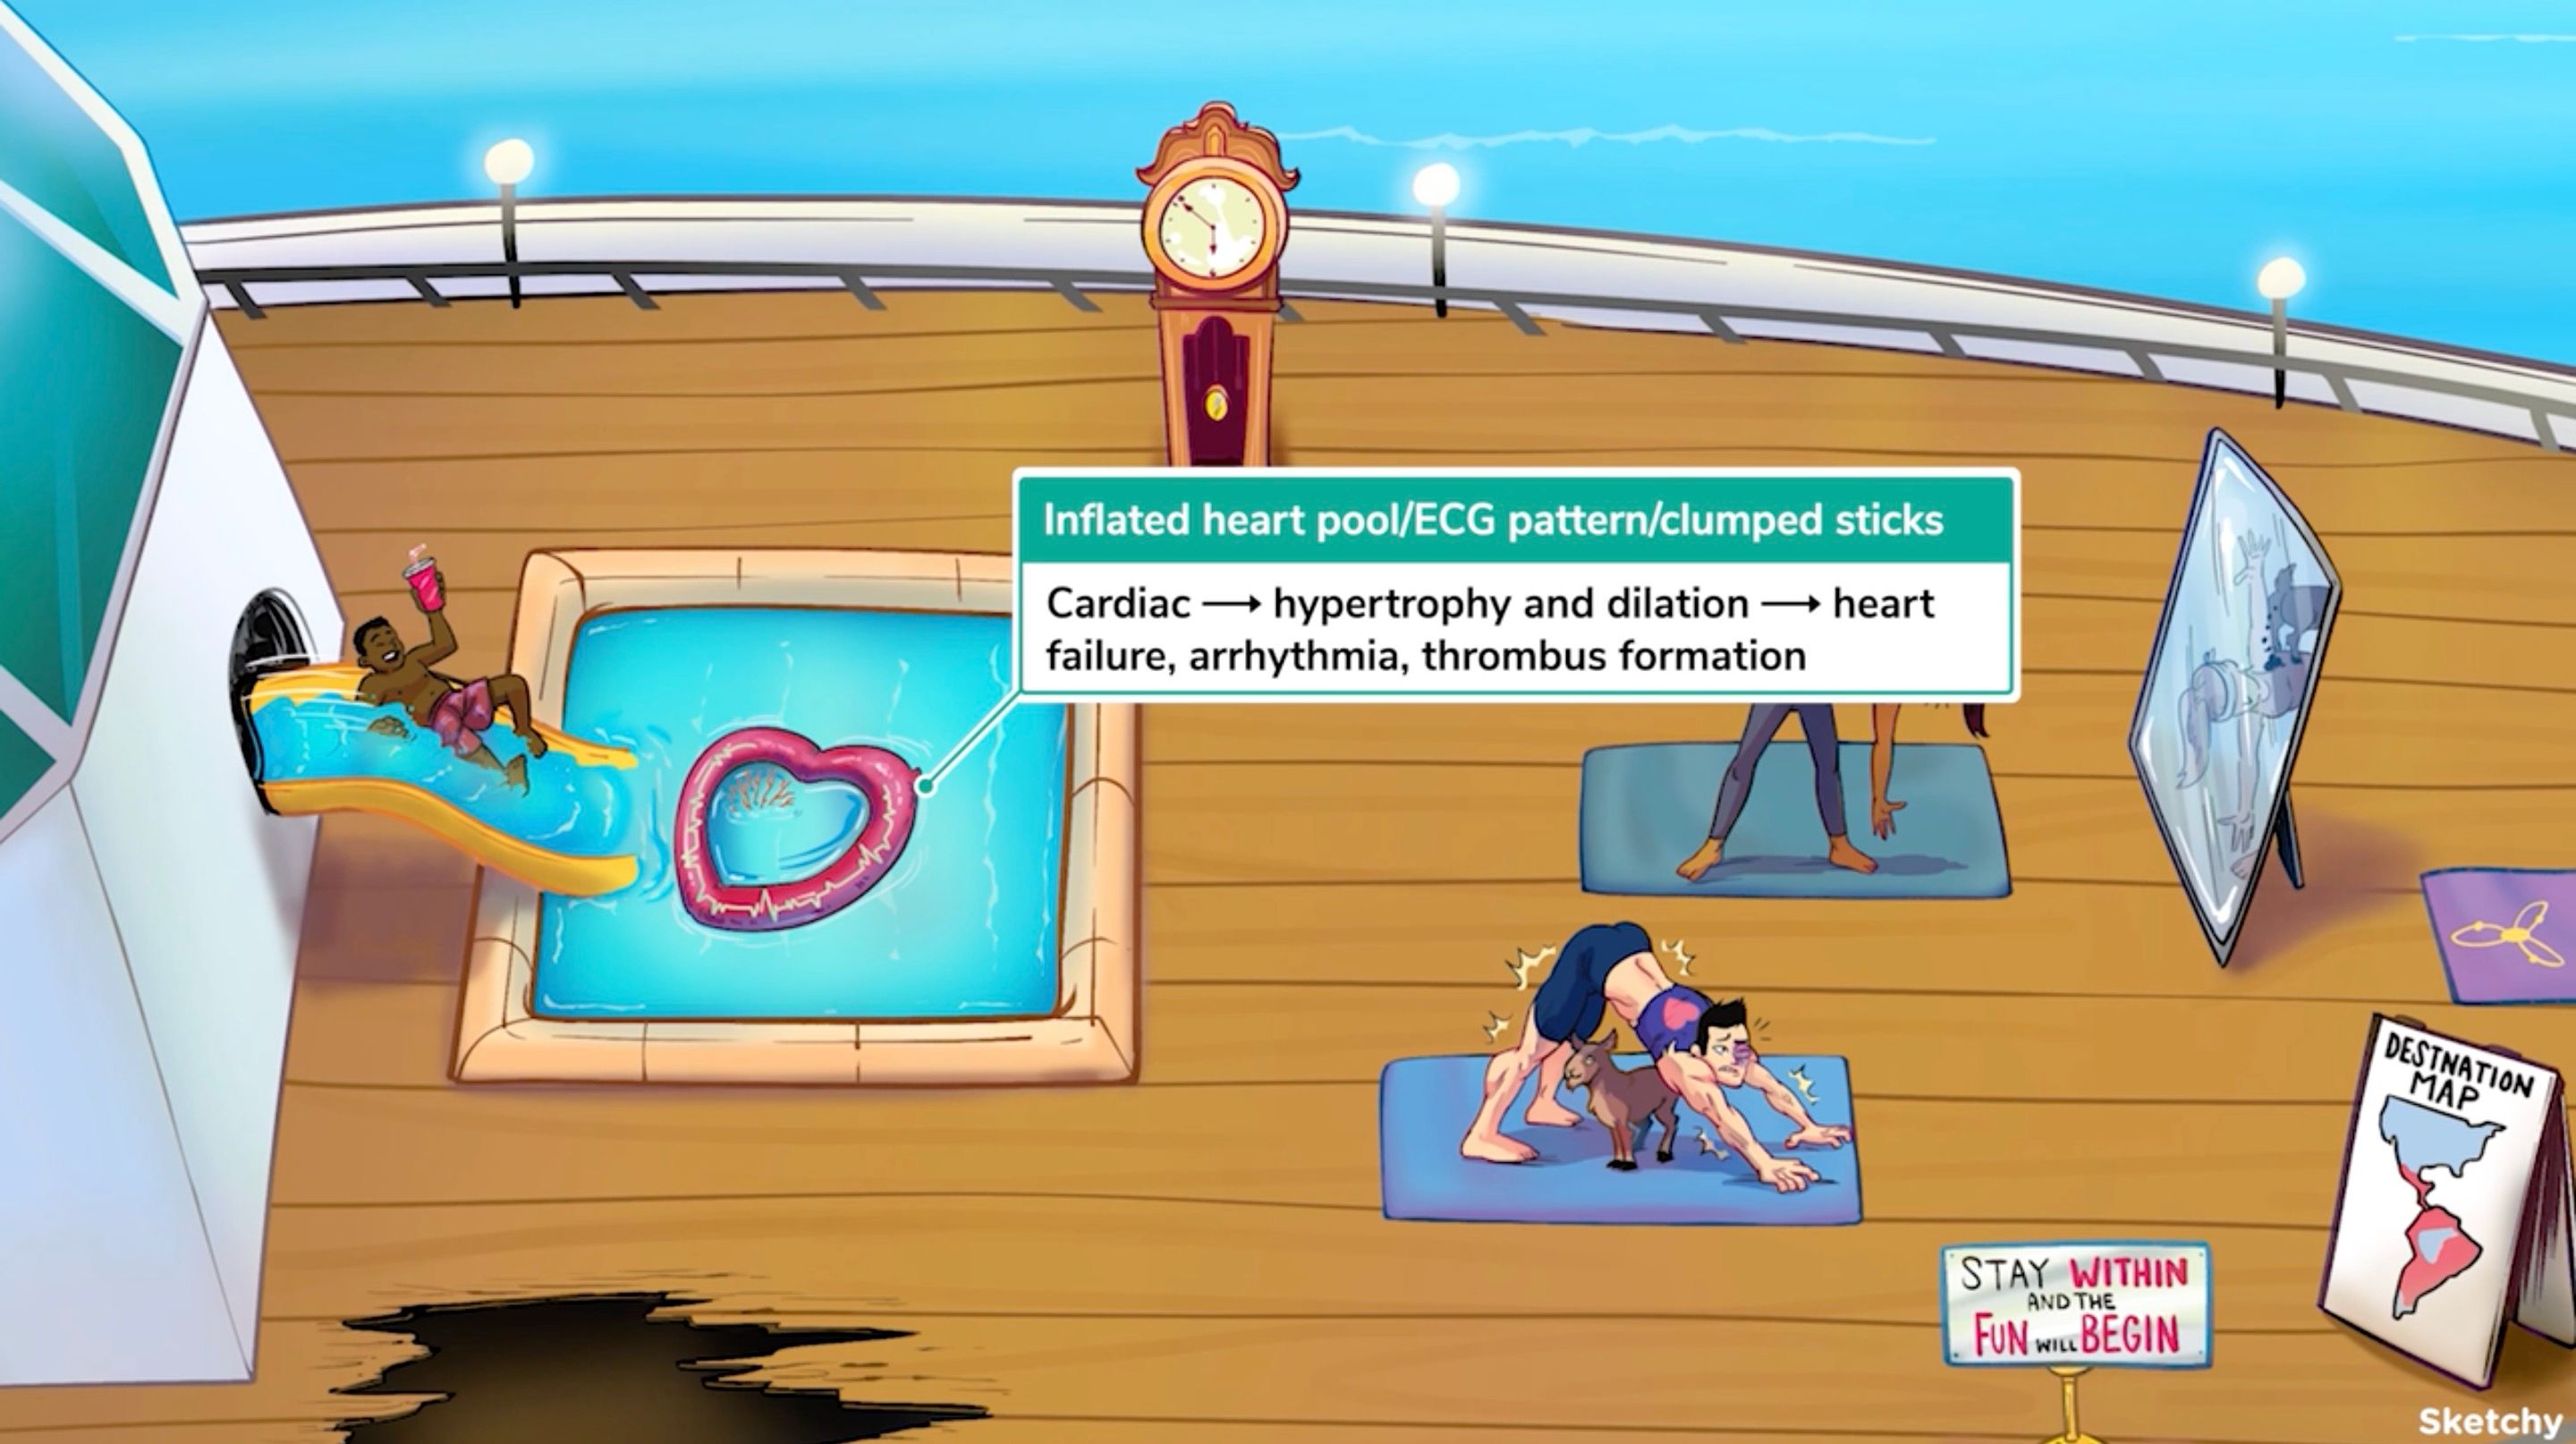 Inflated heart pool/ECG pattern/clumped sticks
Cardiac ⟶ hypertrophy and dilation ⟶ heart
failure, arrhythmia, thrombus formation
DESTNATION
MAP
STAY WITHIN
AND THE
FUN WILL BEGIN
Sketchy